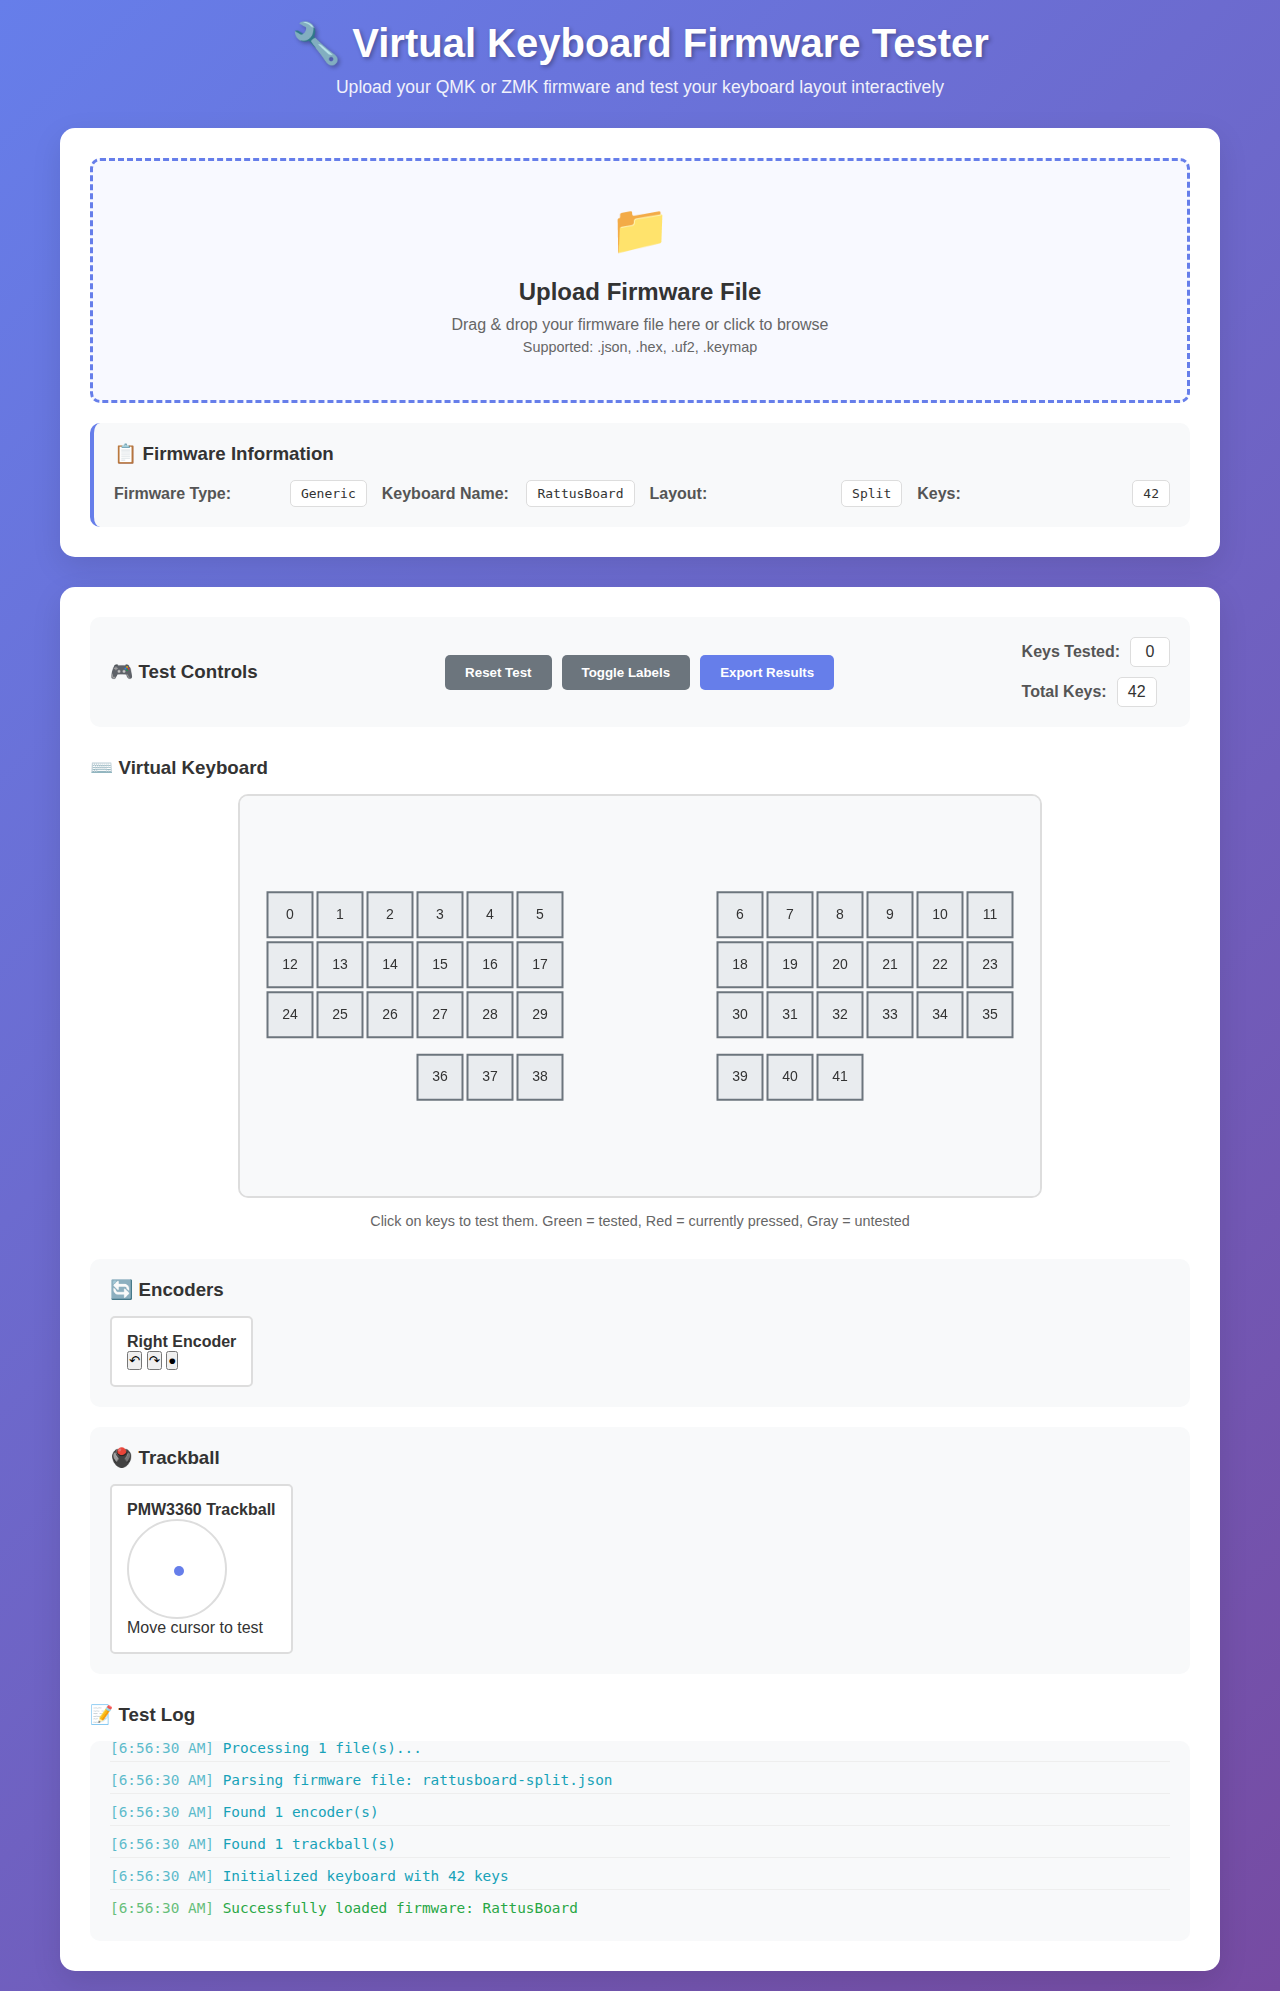 Virtual Keyboard Firmware Tester
Upload your QMK or ZMK firmware and test your keyboard layout interactively
Upload Firmware File
Drag & drop your firmware file here or click to browse
Supported: .json, .hex, .uf2, .keymap
Firmware Information
Firmware Type: Generic Keyboard Name: RattusBoard Layout: Split Keys: 42
Test Controls
Reset Test Toggle Labels Export Results
Keys Tested: 0
Total Keys: 42
Virtual Keyboard
0 1 2 3 4 5 6 7 8 9 10 11
12 13 14 15 16 17 18 19 20 21 22 23
24 25 26 27 28 29 30 31 32 33 34 35
36 37 38 39 40 41
Click on keys to test them. Green = tested, Red = currently pressed, Gray = untested
Encoders
Right Encoder
↶ ↷ ●
Trackball
PMW3360 Trackball
Move cursor to test
Test Log
[6:56:30 AM] Processing 1 file(s)...
[6:56:30 AM] Parsing firmware file: rattusboard-split.json
[6:56:30 AM] Found 1 encoder(s)
[6:56:30 AM] Found 1 trackball(s)
[6:56:30 AM] Initialized keyboard with 42 keys
[6:56:30 AM] Successfully loaded firmware: RattusBoard